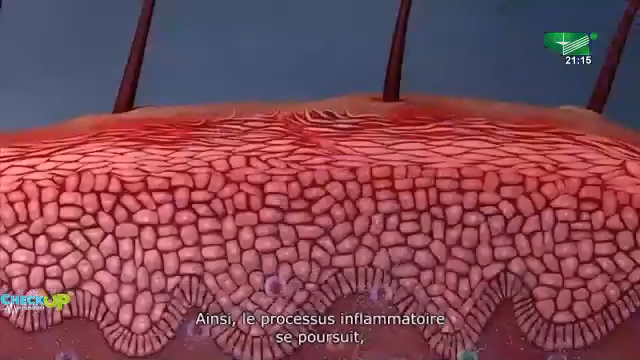 21:15
CHECK UP
Ainsi, le processus inflammatoire
se poursuit,